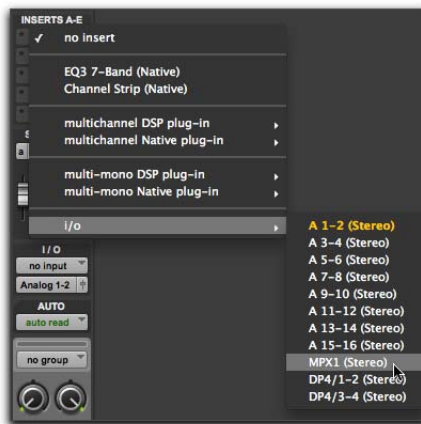 INSERTS A-E
✓ no insert
EQ3 7-Band (Native)
Channel Strip (Native)
multichannel DSP plug-in
multichannel Native plug-in
multi-mono DSP plug-in
multi-mono Native plug-in
i/o
A 1-2 (Stereo)
A 3-4 (Stereo)
A 5-6 (Stereo)
A 7-8 (Stereo)
A 9-10 (Stereo)
A 11-12 (Stereo)
A 13-14 (Stereo)
A 15-16 (Stereo)
MPX1 (Stereo)
DP4/1-2 (Stereo)
DP4/3-4 (Stereo)
S
a
I / O
no input
Analog 1-2
AUTO
auto read
no group